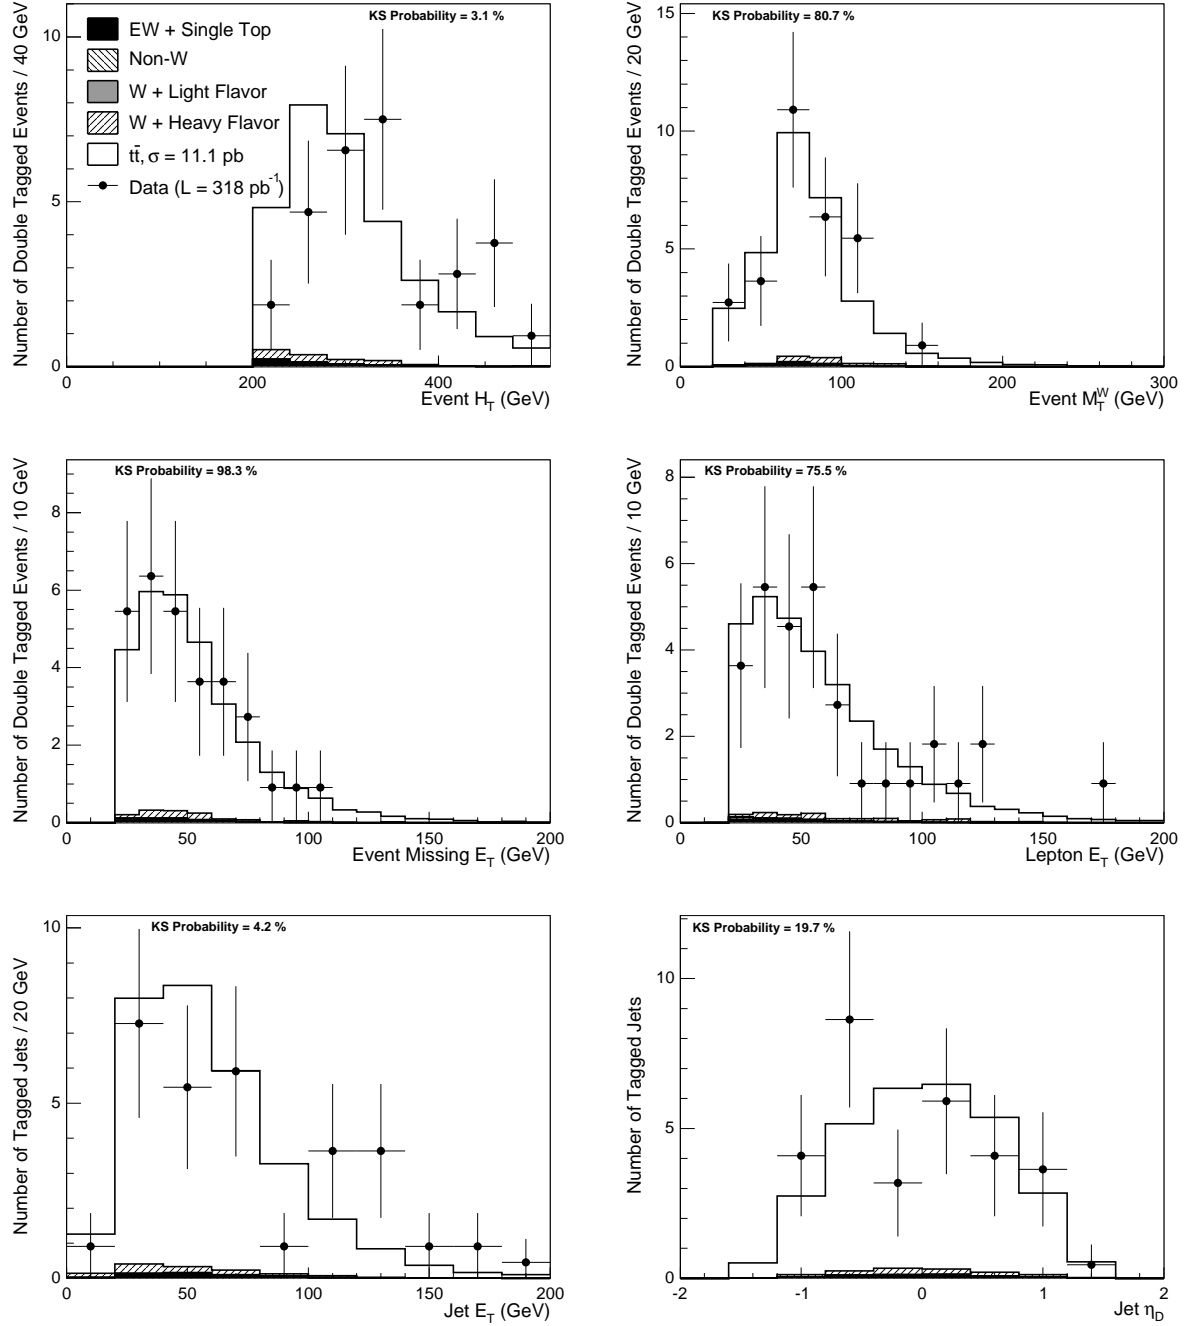 KS Probability = 3.1 %
EW + Single Top
Non-W
W + Light Flavor
W + Heavy Flavor
tt̄, σ = 11.1 pb
Data (L = 318 pb⁻¹)
Number of Double Tagged Events / 40 GeV
0 5 10
0 200 400
Event H_T (GeV)
KS Probability = 80.7 %
Number of Double Tagged Events / 20 GeV
0 5 10 15
0 100 200 300
Event M_T^W (GeV)
KS Probability = 98.3 %
Number of Double Tagged Events / 10 GeV
0 2 4 6 8
0 50 100 150 200
Event Missing E_T (GeV)
KS Probability = 75.5 %
Number of Double Tagged Events / 10 GeV
0 2 4 6 8
0 50 100 150 200
Lepton E_T (GeV)
KS Probability = 4.2 %
Number of Tagged Jets / 20 GeV
0 5 10
0 50 100 150 200
Jet E_T (GeV)
KS Probability = 19.7 %
Number of Tagged Jets
0 5 10
-2 -1 0 1 2
Jet η_D